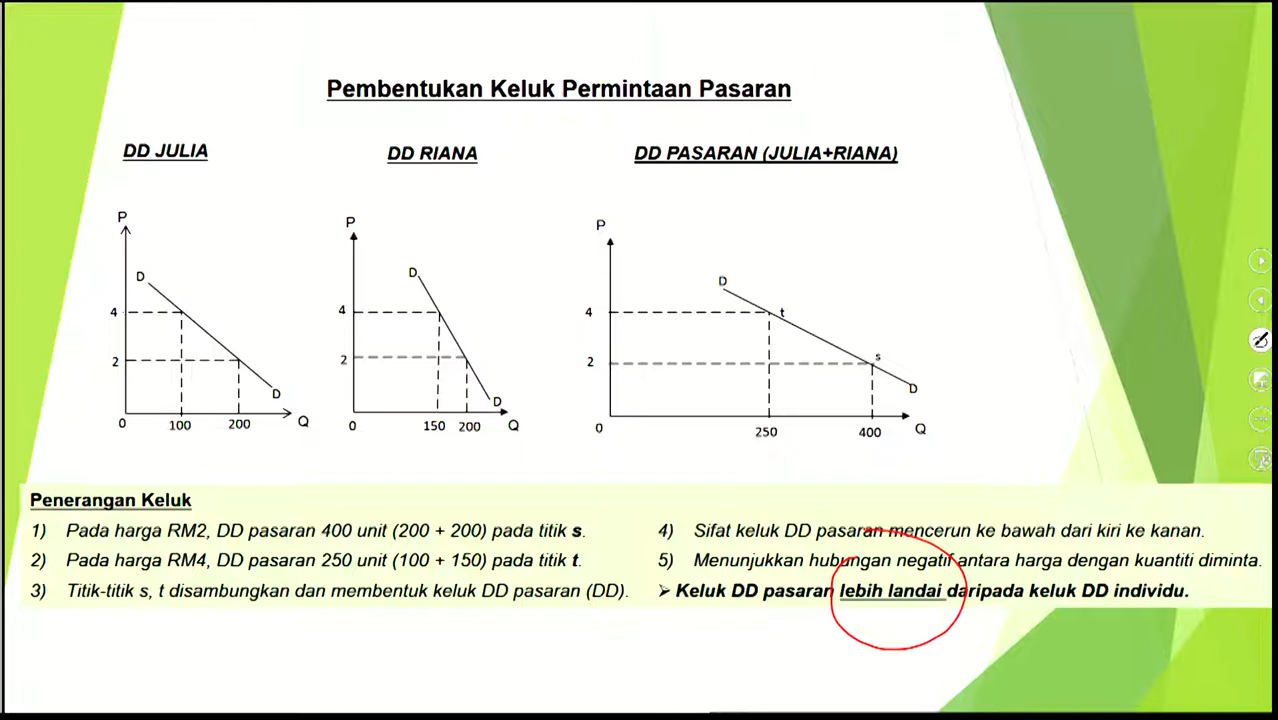 Pembentukan Keluk Permintaan Pasaran
DD JULIA
DD RIANA
DD PASARAN (JULIA+RIANA)
P
D
4
2
D
0
100
200
Q
P
D
4
2
D
0
150
200
Q
P
D
4
t
2
s
D
0
250
400
Q
Penerangan Keluk
1) Pada harga RM2, DD pasaran 400 unit (200 + 200) pada titik s.
2) Pada harga RM4, DD pasaran 250 unit (100 + 150) pada titik t.
3) Titik-titik s, t disambungkan dan membentuk keluk DD pasaran (DD).
4) Sifat keluk DD pasaran mencerun ke bawah dari kiri ke kanan.
5) Menunjukkan hubungan negatif antara harga dengan kuantiti diminta.
➢ Keluk DD pasaran lebih landai daripada keluk DD individu.